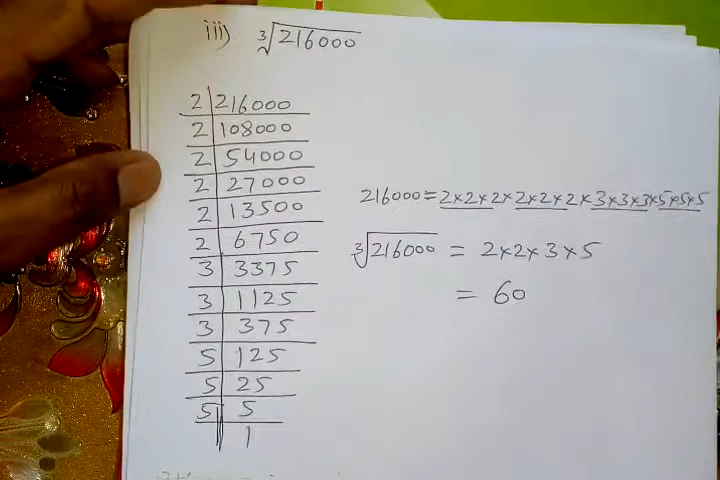 iii) ∛216000
2 | 216000
2 | 108000
2 | 54000
2 | 27000
2 | 13500
2 | 6750
3 | 3375
3 | 1125
3 | 375
5 | 125
5 | 25
5 | 5
1
216000 = 2×2×2×2×2×2×3×3×3×5×5×5
∛216000 = 2×2×3×5
= 60